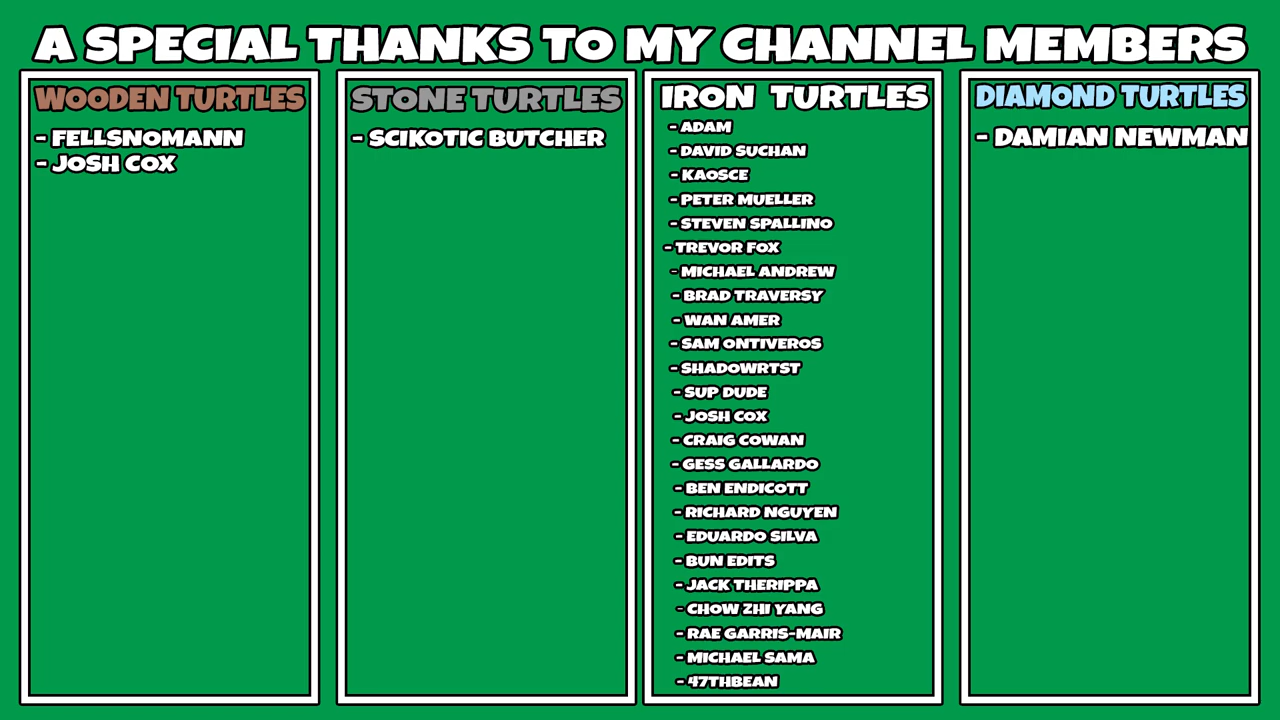 A SPECIAL THANKS TO MY CHANNEL MEMBERS
WOODEN TURTLES
- FELLSNOMANN
- JOSH COX
STONE TURTLES
- SCIKOTIC BUTCHER
IRON TURTLES
- ADAM
- DAVID SUCHAN
- KAOSCE
- PETER MUELLER
- STEVEN SPALLINO
- TREVOR FOX
- MICHAEL ANDREW
- BRAD TRAVERSY
- WAN AMER
- SAM ONTIVEROS
- SHADOWRTST
- SUP DUDE
- JOSH COX
- CRAIG COWAN
- GESS GALLARDO
- BEN ENDICOTT
- RICHARD NGUYEN
- EDUARDO SILVA
- BUN EDITS
- JACK THERIPPA
- CHOW ZHI YANG
- RAE GARRIS-MAIR
- MICHAEL SAMA
- 47THBEAN
DIAMOND TURTLES
- DAMIAN NEWMAN